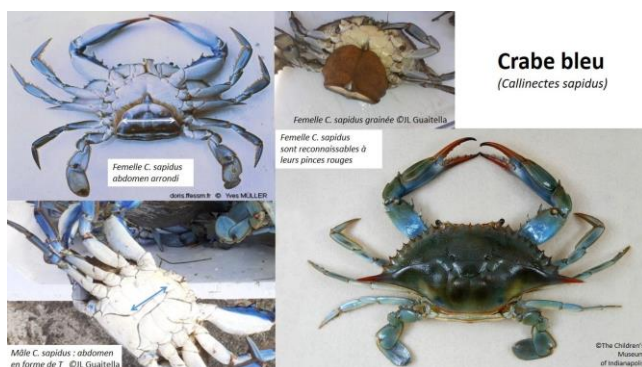 Crabe bleu
(Callinectes sapidus)
Femelle C. sapidus grainée ©JL Guaitella
Femelle C. sapidus
abdomen arrondi
doris.ffessm.fr © Yves MULLER
Femelle C. sapidus
sont reconnaissables à
leurs pinces rouges
Mâle C. sapidus : abdomen
en forme de T ©JL Guaitella
©The Children'
Museum
of Indianapolis